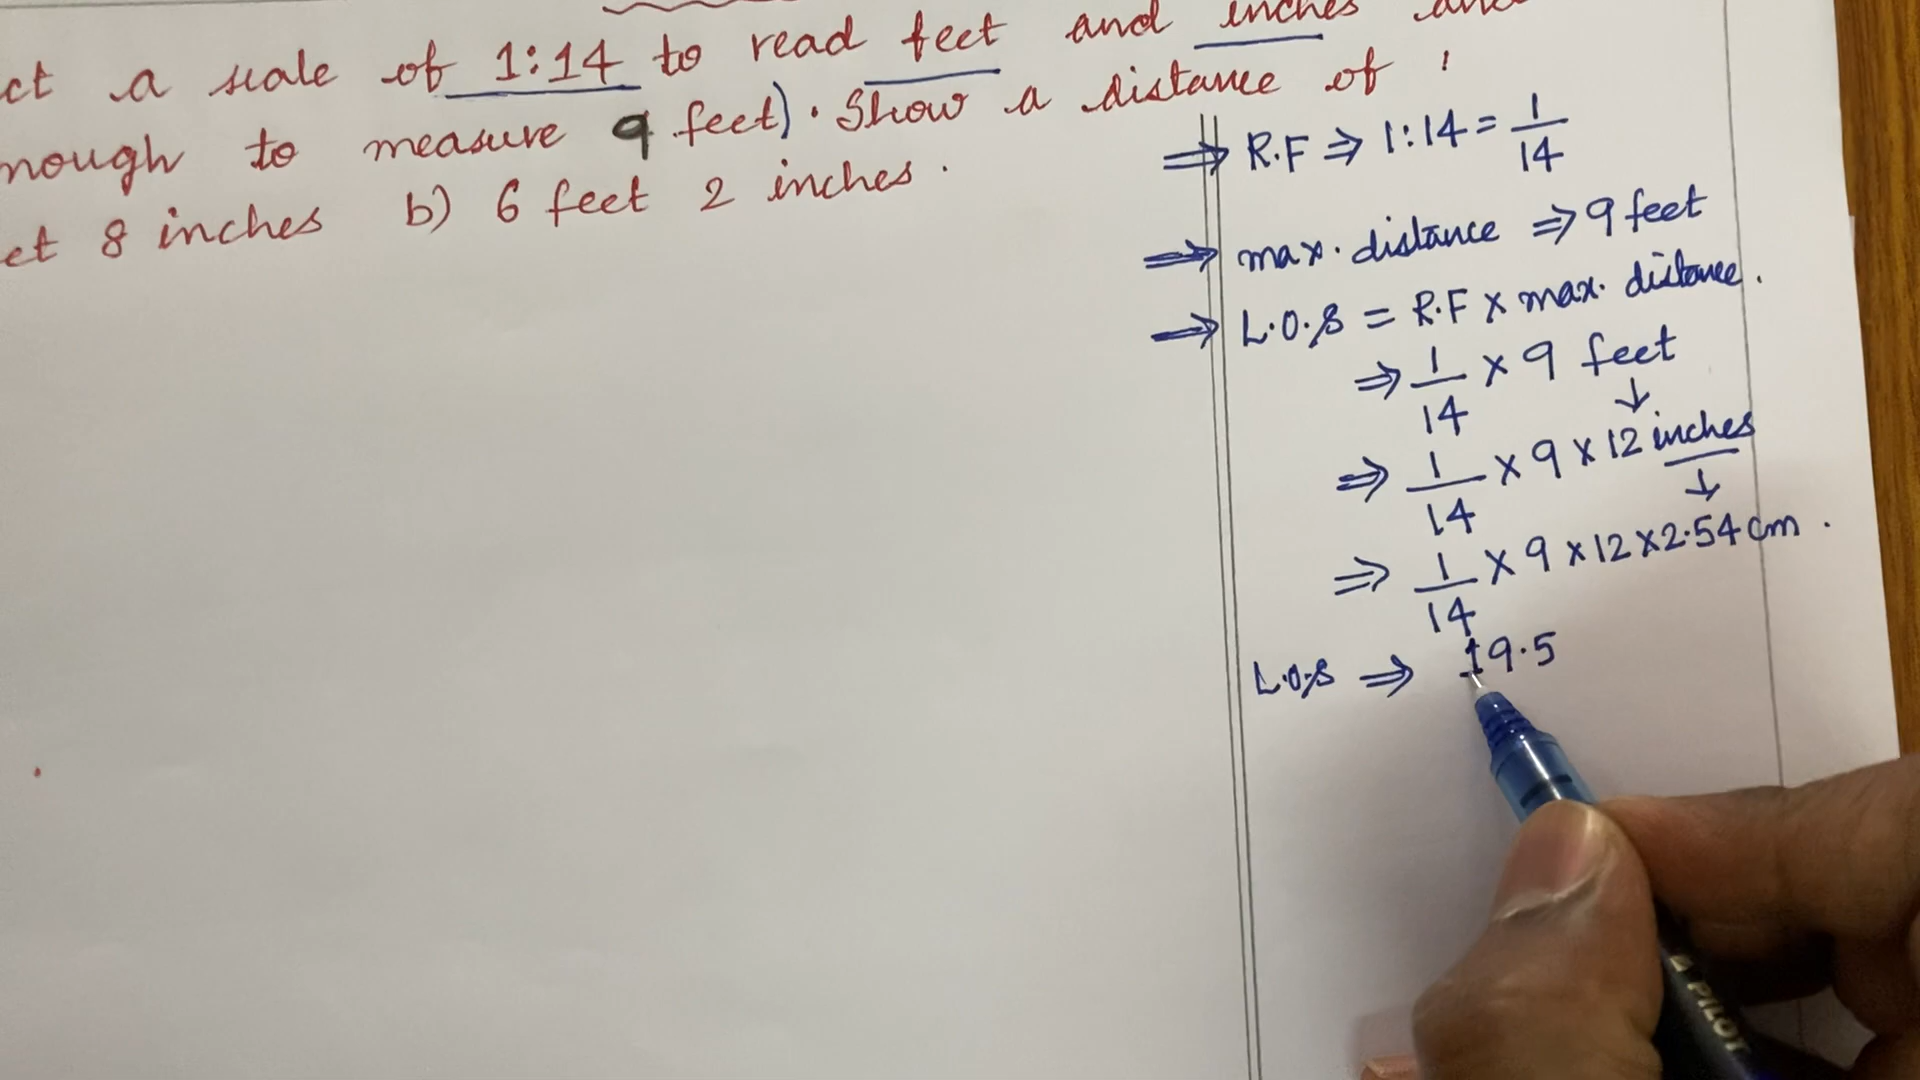 ct a scale of 1:14 to read feet and inches and
nough to measure 9 feet). Show a distance of
et 8 inches b) 6 feet 2 inches.
⇒ R.F ⇒ 1:14 = 1/14
⇒ max. distance ⇒ 9 feet
⇒ L.O.S = R.F × max. distance.
⇒ 1/14 × 9 feet
↓
⇒ 1/14 × 9 × 12 inches
↓
⇒ 1/14 × 9 × 12 × 2.54 cm.
L.O.S ⇒ 19.5
PILOT